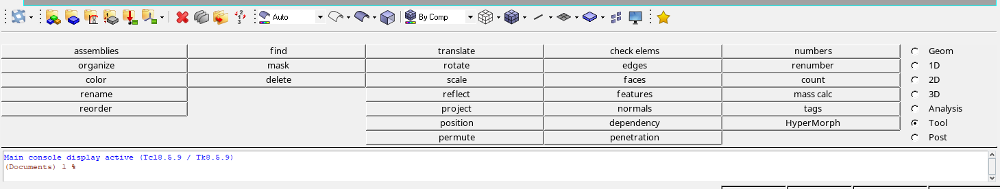 Auto By Comp
assemblies find translate check elems numbers Geom
organize mask rotate edges renumber 1D
color delete scale faces count 2D
rename reflect features mass calc 3D
reorder project normals tags Analysis
position dependency HyperMorph Tool
permute penetration Post
Main console display active (Tcl8.5.9 / Tk8.5.9)
(Documents) 1 %